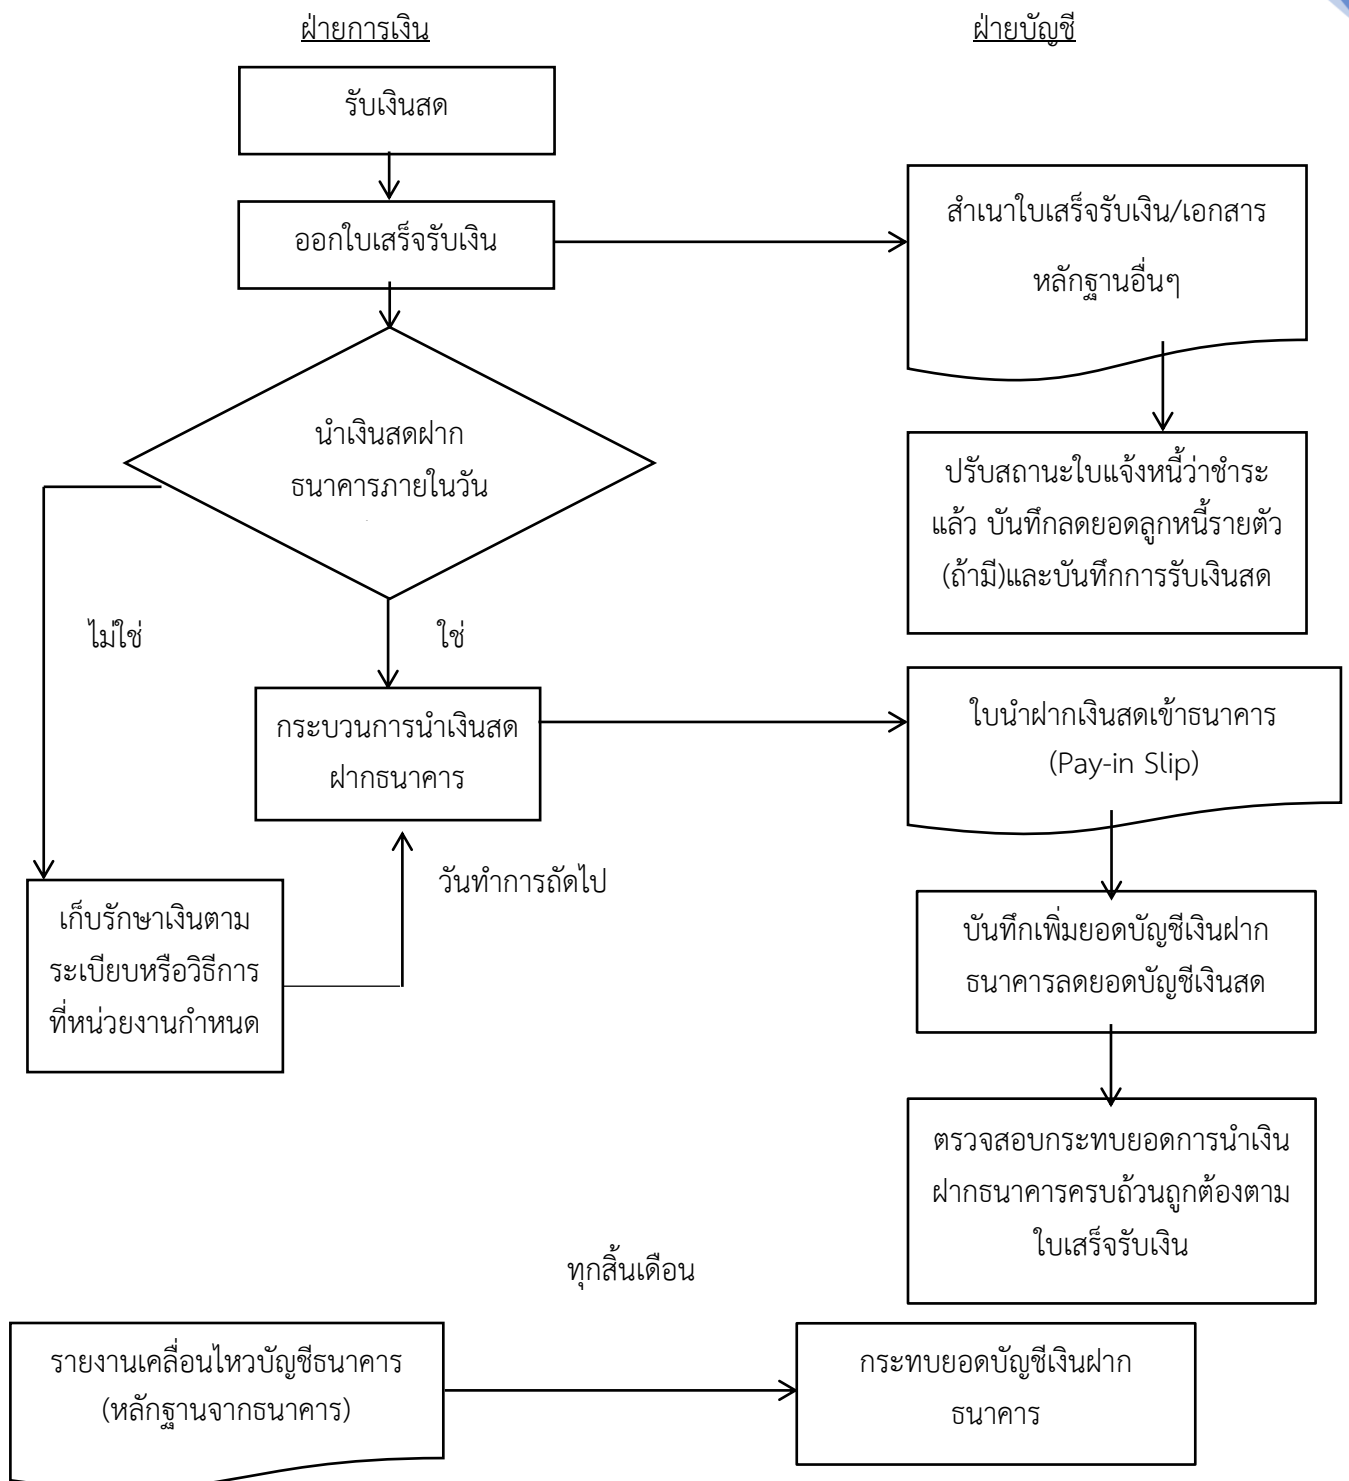 ฝ่ายการเงิน
ฝ่ายบัญชี
รับเงินสด
ออกใบเสร็จรับเงิน
สำเนาใบเสร็จรับเงิน/เอกสาร
หลักฐานอื่นๆ
นำเงินสดฝาก
ธนาคารภายในวัน
ปรับสถานะใบแจ้งหนี้ว่าชำระ
แล้ว บันทึกลดยอดลูกหนี้รายตัว
(ถ้ามี)และบันทึกการรับเงินสด
ไม่ใช่
ใช่
กระบวนการนำเงินสด
ฝากธนาคาร
ใบนำฝากเงินสดเข้าธนาคาร
(Pay-in Slip)
วันทำการถัดไป
เก็บรักษาเงินตาม
ระเบียบหรือวิธีการ
ที่หน่วยงานกำหนด
บันทึกเพิ่มยอดบัญชีเงินฝาก
ธนาคารลดยอดบัญชีเงินสด
ตรวจสอบกระทบยอดการนำเงิน
ฝากธนาคารครบถ้วนถูกต้องตาม
ใบเสร็จรับเงิน
ทุกสิ้นเดือน
รายงานเคลื่อนไหวบัญชีธนาคาร
(หลักฐานจากธนาคาร)
กระทบยอดบัญชีเงินฝาก
ธนาคาร